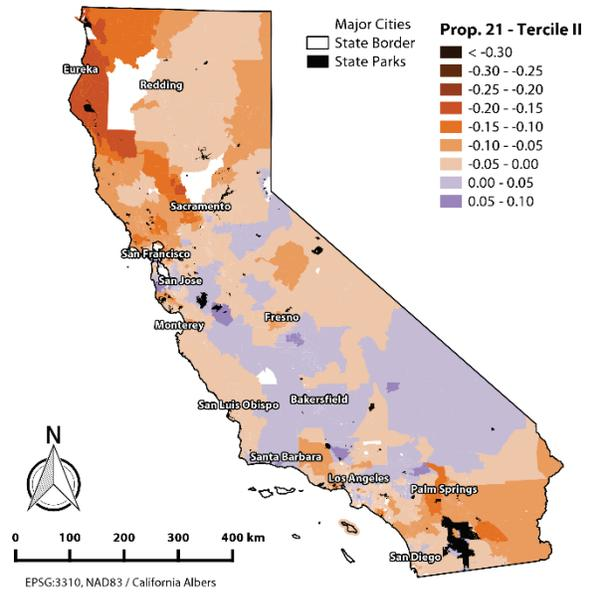 Major Cities
State Border
State Parks
Prop. 21 - Tercile II
< -0.30
-0.30 - -0.25
-0.25 - -0.20
-0.20 - -0.15
-0.15 - -0.10
-0.10 - -0.05
-0.05 - 0.00
0.00 - 0.05
0.05 - 0.10
Eureka
Redding
Sacramento
San Francisco
San Jose
Monterey
Fresno
San Luis Obispo
Bakersfield
Santa Barbara
Los Angeles
Palm Springs
San Diego
N
0 100 200 300 400 km
EPSG:3310, NAD83 / California Albers